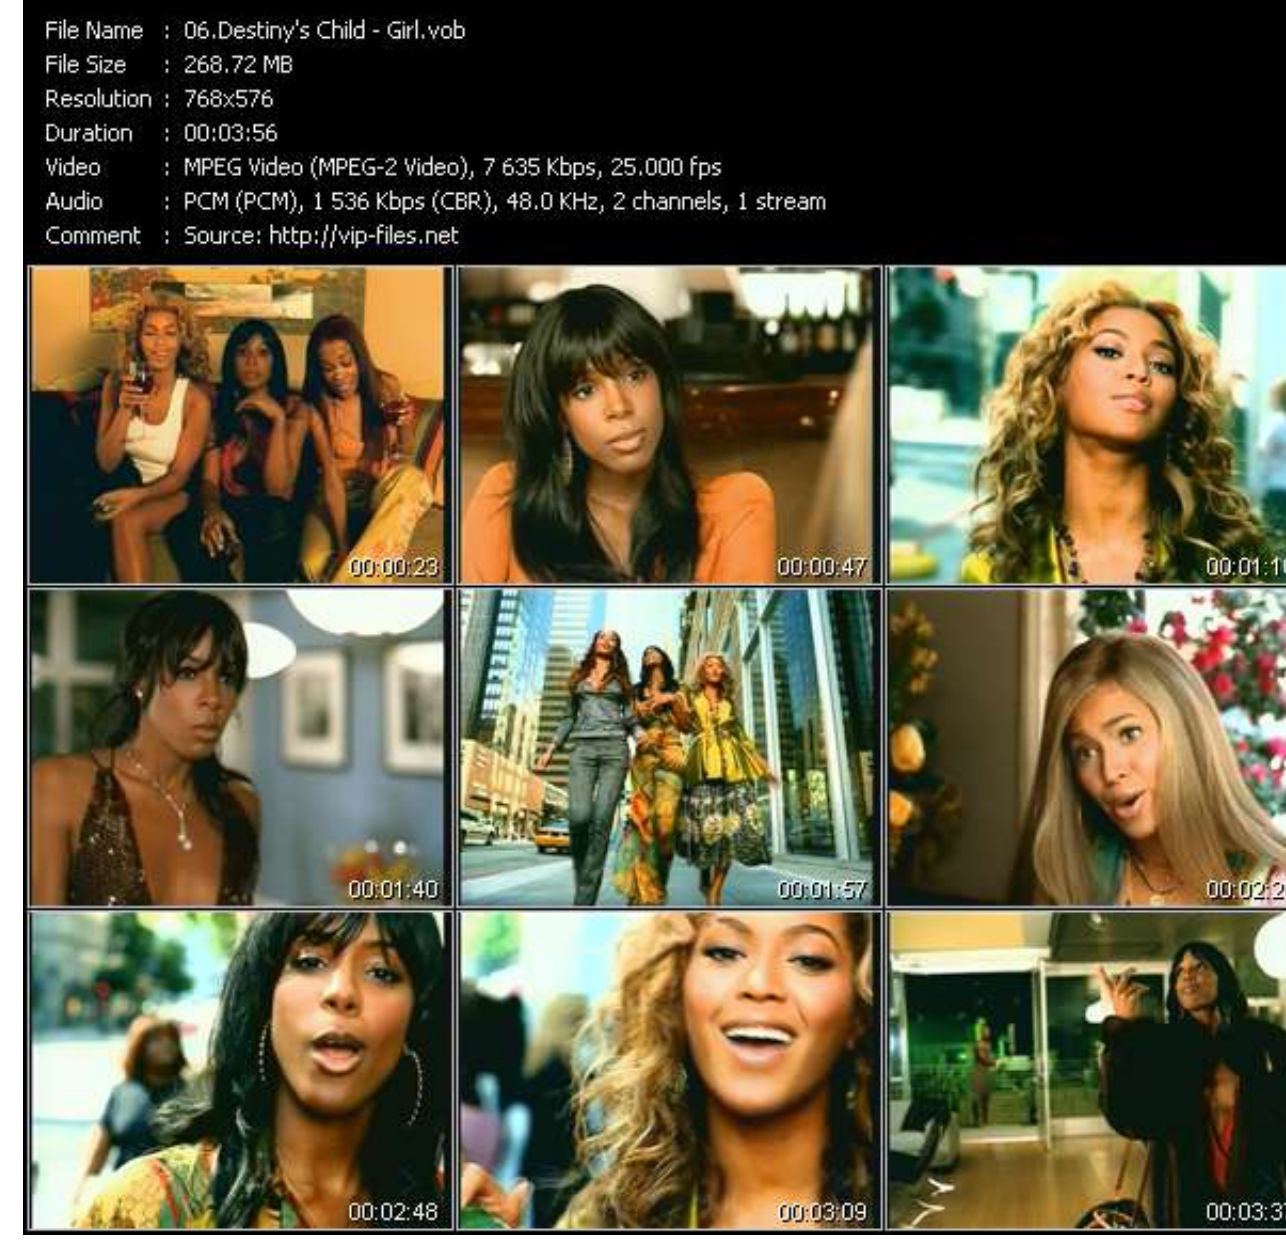 File Name : 06.Destiny's Child - Girl.vob
File Size : 268.72 MB
Resolution : 768x576
Duration : 00:03:56
Video : MPEG Video (MPEG-2 Video), 7 635 Kbps, 25.000 fps
Audio : PCM (PCM), 1 536 Kbps (CBR), 48.0 KHz, 2 channels, 1 stream
Comment : Source: http://vip-files.net
00:00:23 00:00:47
00:01:40 00:01:57
00:02:48 00:03:09